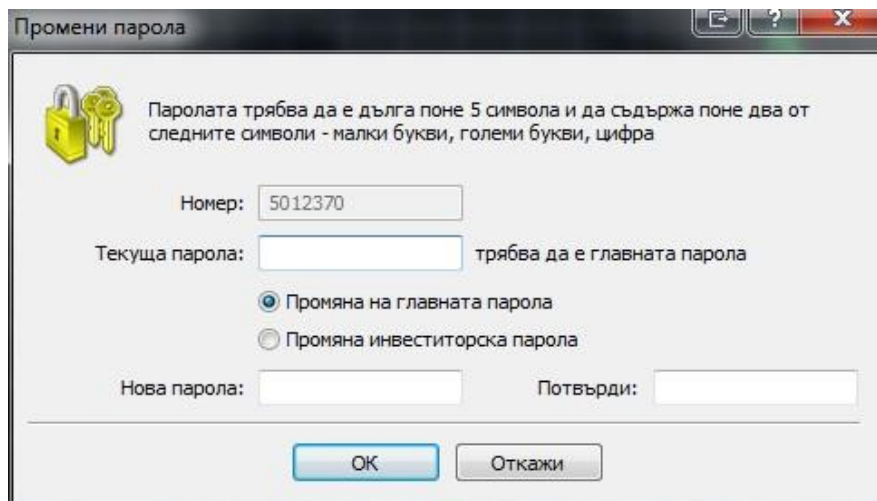 Промени парола
?
X
Паролата трябва да е дълга поне 5 символа и да съдържа поне два от
следните символи - малки букви, големи букви, цифра
Номер: 5012370
Текуща парола: трябва да е главната парола
Промяна на главната парола
Промяна инвеститорска парола
Нова парола: Потвърди:
OK Откажи